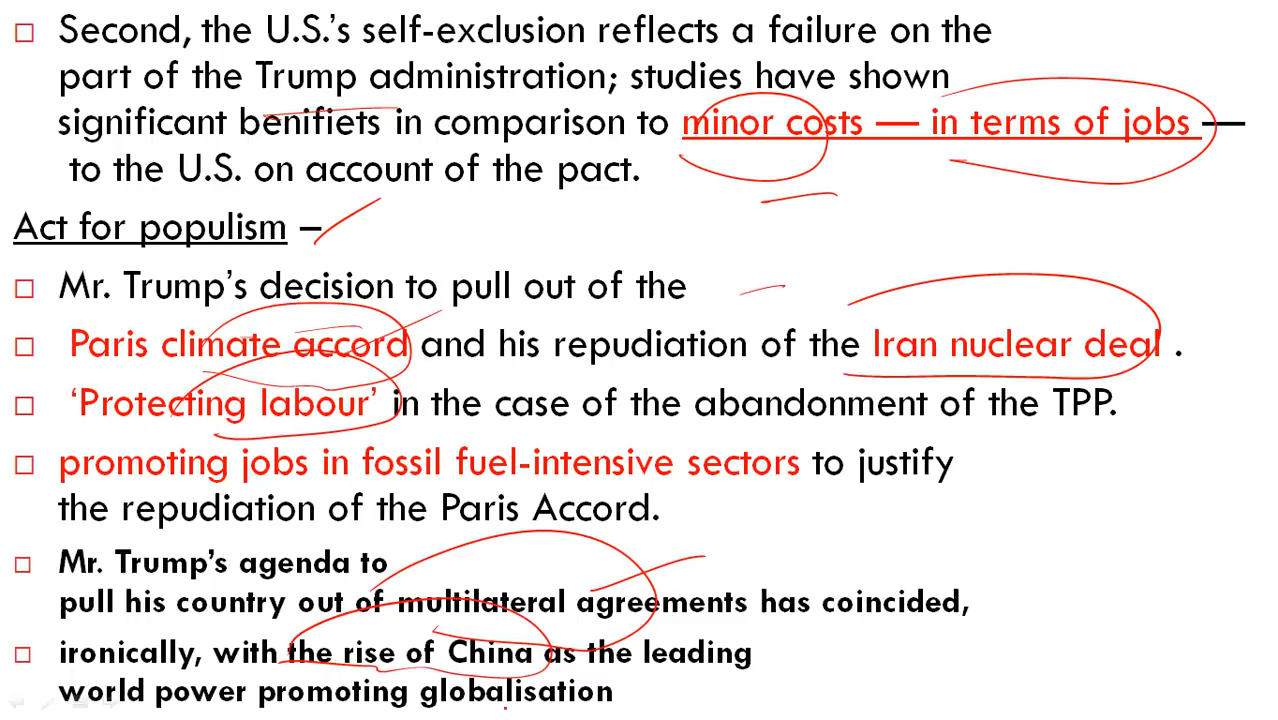 Second, the U.S.'s self-exclusion reflects a failure on the
part of the Trump administration; studies have shown
significant benifiets in comparison to minor costs — in terms of jobs —
to the U.S. on account of the pact.
Act for populism –
Mr. Trump's decision to pull out of the
Paris climate accord and his repudiation of the Iran nuclear deal .
'Protecting labour' in the case of the abandonment of the TPP.
promoting jobs in fossil fuel-intensive sectors to justify
the repudiation of the Paris Accord.
Mr. Trump's agenda to
pull his country out of multilateral agreements has coincided,
ironically, with the rise of China as the leading
world power promoting globalisation